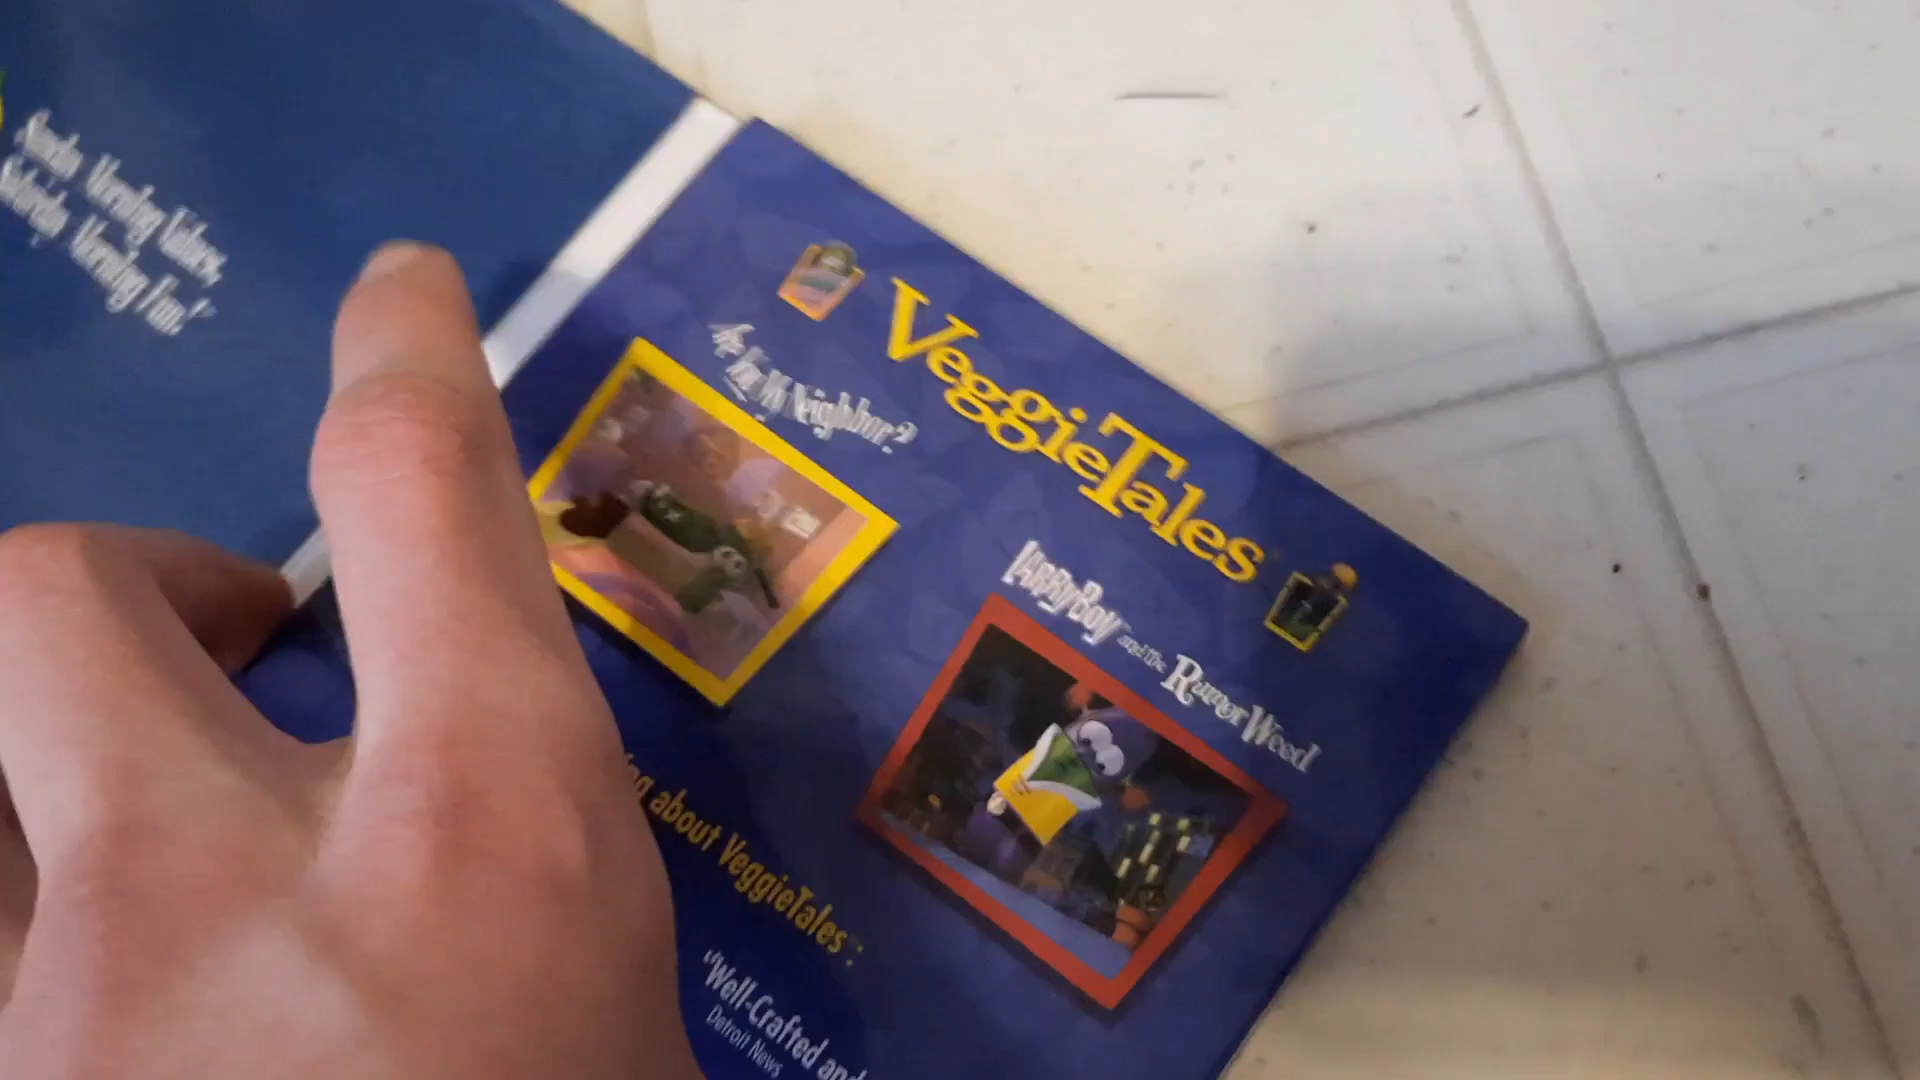 Sunday Morning Values,
Saturday Morning Fun!"
VeggieTales
Are You My Neighbor?
LarryBoy and the Rumor Weed
about VeggieTales:
"Well-Crafted and
Detroit News